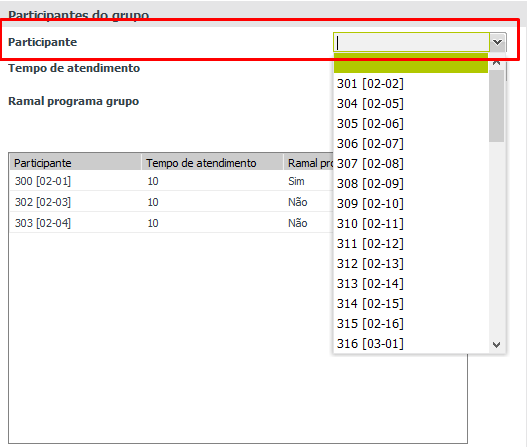 Participantes do grupo
Participante
Tempo de atendimento
Ramal programa grupo
301 [02-02]
304 [02-05]
305 [02-06]
306 [02-07]
307 [02-08]
308 [02-09]
309 [02-10]
310 [02-11]
311 [02-12]
312 [02-13]
313 [02-14]
314 [02-15]
315 [02-16]
316 [03-01]
Participante Tempo de atendimento Ramal pro
300 [02-01] 10 Sim
302 [02-03] 10 Não
303 [02-04] 10 Não